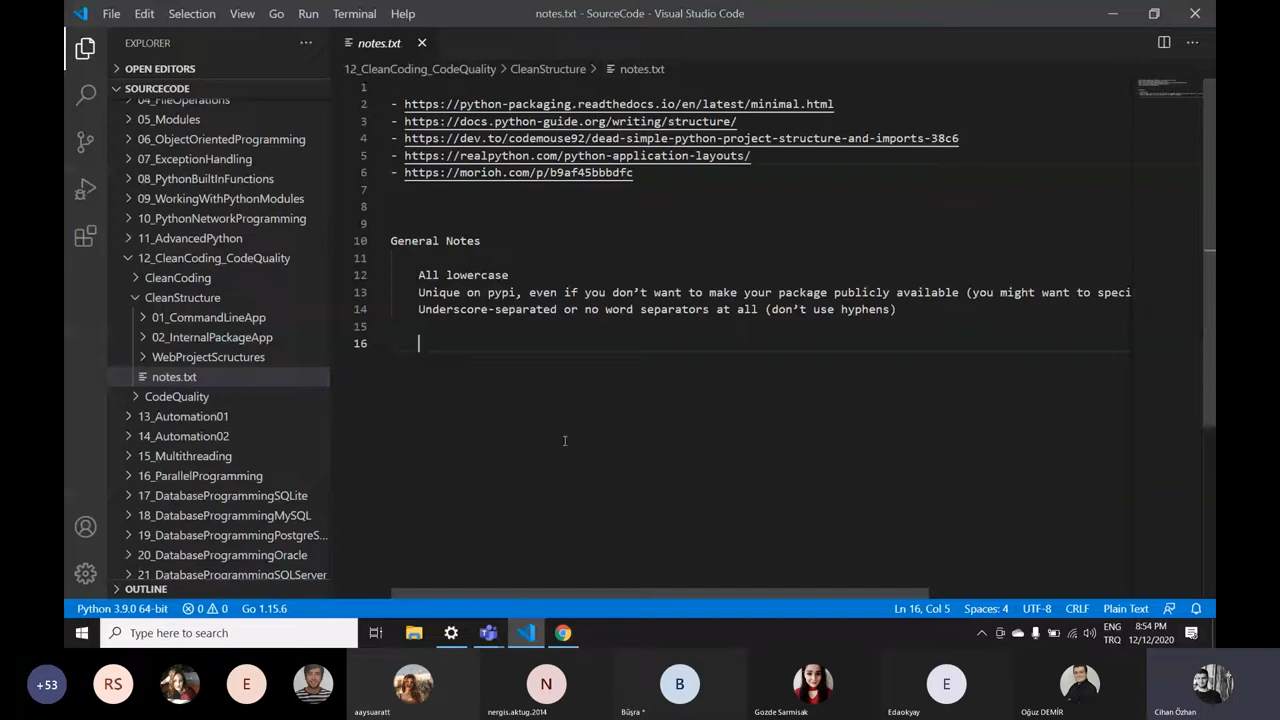 File Edit Selection View Go Run Terminal Help
notes.txt - SourceCode - Visual Studio Code
EXPLORER
OPEN EDITORS
SOURCECODE
04_FileOperations
05_Modules
06_ObjectOrientedProgramming
07_ExceptionHandling
08_PythonBuiltInFunctions
09_WorkingWithPythonModules
10_PythonNetworkProgramming
11_AdvancedPython
12_CleanCoding_CodeQuality
CleanCoding
CleanStructure
01_CommandLineApp
02_InternalPackageApp
WebProjectScructures
notes.txt
CodeQuality
13_Automation01
14_Automation02
15_Multithreading
16_ParallelProgramming
17_DatabaseProgrammingSQLite
18_DatabaseProgrammingMySQL
19_DatabaseProgrammingPostgreS...
20_DatabaseProgrammingOracle
21_DatabaseProgrammingSQLServer
OUTLINE
notes.txt
12_CleanCoding_CodeQuality > CleanStructure > notes.txt
1
2 - https://python-packaging.readthedocs.io/en/latest/minimal.html
3 - https://docs.python-guide.org/writing/structure/
4 - https://dev.to/codemouse92/dead-simple-python-project-structure-and-imports-38c6
5 - https://realpython.com/python-application-layouts/
6 - https://morioh.com/p/b9af45bbbdfc
7
8
9
10 General Notes
11
12 All lowercase
13 Unique on pypi, even if you don’t want to make your package publicly available (you might want to speci
14 Underscore-separated or no word separators at all (don’t use hyphens)
15
16
Python 3.9.0 64-bit 0 0 Go 1.15.6 Ln 16, Col 5 Spaces: 4 UTF-8 CRLF Plain Text
Type here to search
ENG
TRQ
8:54 PM
12/12/2020
+53 RS E N B E
aaysuaratt nergis.aktug.2014 Büşra * Gozde Sarmisak Edaokyay Oğuz DEMİR Cihan Özhan